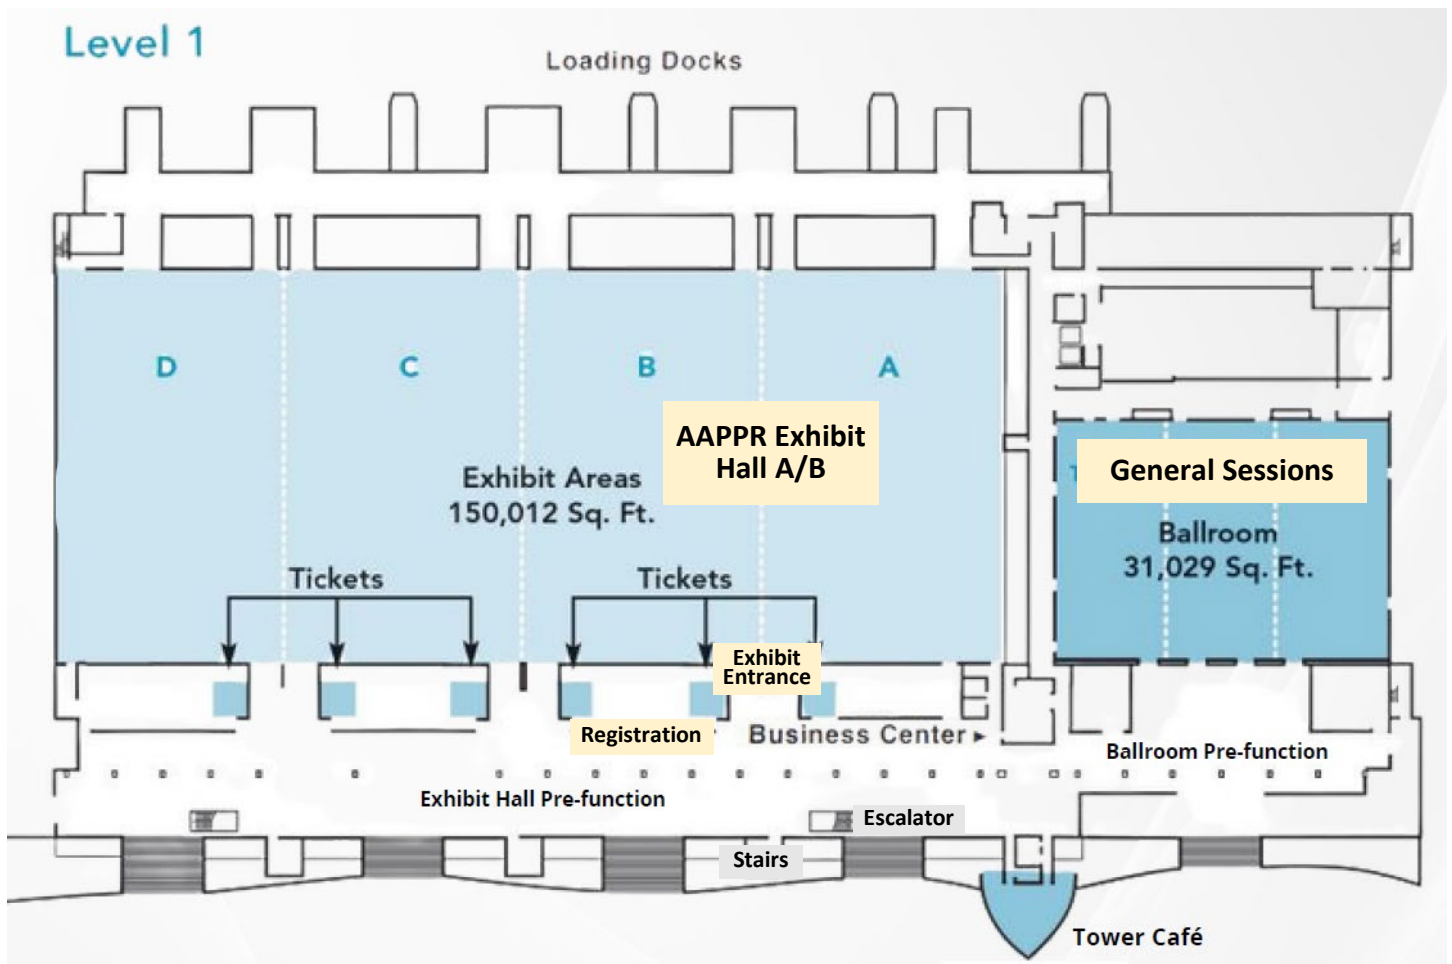 Level 1
Loading Docks
D
C
B
A
AAPPR Exhibit
Hall A/B
Exhibit Areas
150,012 Sq. Ft.
General Sessions
Ballroom
31,029 Sq. Ft.
Tickets
Tickets
Exhibit
Entrance
Registration
Business Center ▸
Ballroom Pre-function
Exhibit Hall Pre-function
Escalator
Stairs
Tower Café